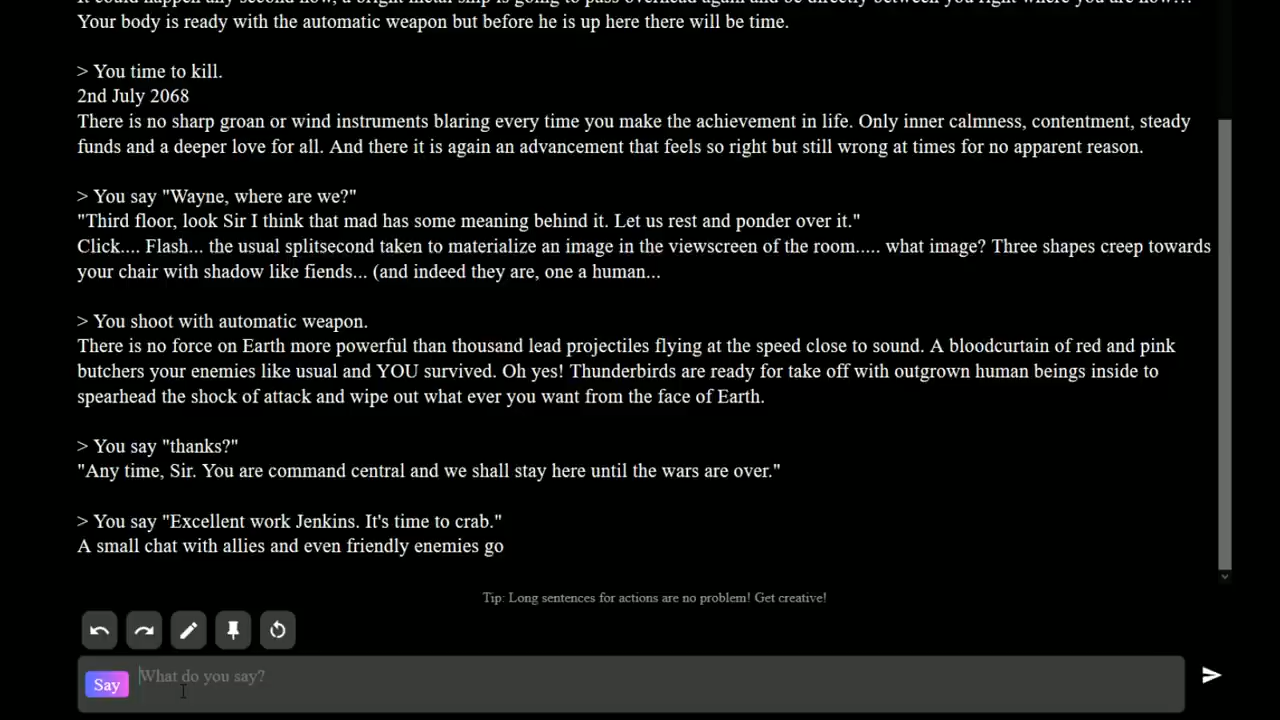 Your body is ready with the automatic weapon but before he is up here there will be time.
> You time to kill.
2nd July 2068
There is no sharp groan or wind instruments blaring every time you make the achievement in life. Only inner calmness, contentment, steady
funds and a deeper love for all. And there it is again an advancement that feels so right but still wrong at times for no apparent reason.
> You say "Wayne, where are we?"
"Third floor, look Sir I think that mad has some meaning behind it. Let us rest and ponder over it."
Click.... Flash... the usual splitsecond taken to materialize an image in the viewscreen of the room..... what image? Three shapes creep towards
your chair with shadow like fiends... (and indeed they are, one a human...
> You shoot with automatic weapon.
There is no force on Earth more powerful than thousand lead projectiles flying at the speed close to sound. A bloodcurtain of red and pink
butchers your enemies like usual and YOU survived. Oh yes! Thunderbirds are ready for take off with outgrown human beings inside to
spearhead the shock of attack and wipe out what ever you want from the face of Earth.
> You say "thanks?"
"Any time, Sir. You are command central and we shall stay here until the wars are over."
> You say "Excellent work Jenkins. It's time to crab."
A small chat with allies and even friendly enemies go
Tip: Long sentences for actions are no problem! Get creative!
Say What do you say?